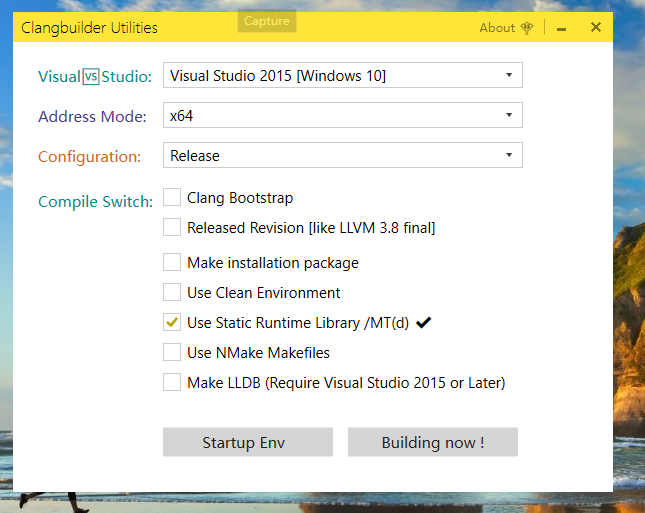 Capture
Clangbuilder Utilities About
Visual VS Studio: Visual Studio 2015 [Windows 10]
Address Mode: x64
Configuration: Release
Compile Switch: Clang Bootstrap
Released Revision [like LLVM 3.8 final]
Make installation package
Use Clean Environment
Use Static Runtime Library /MT(d)
Use NMake Makefiles
Make LLDB (Require Visual Studio 2015 or Later)
Startup Env Building now !